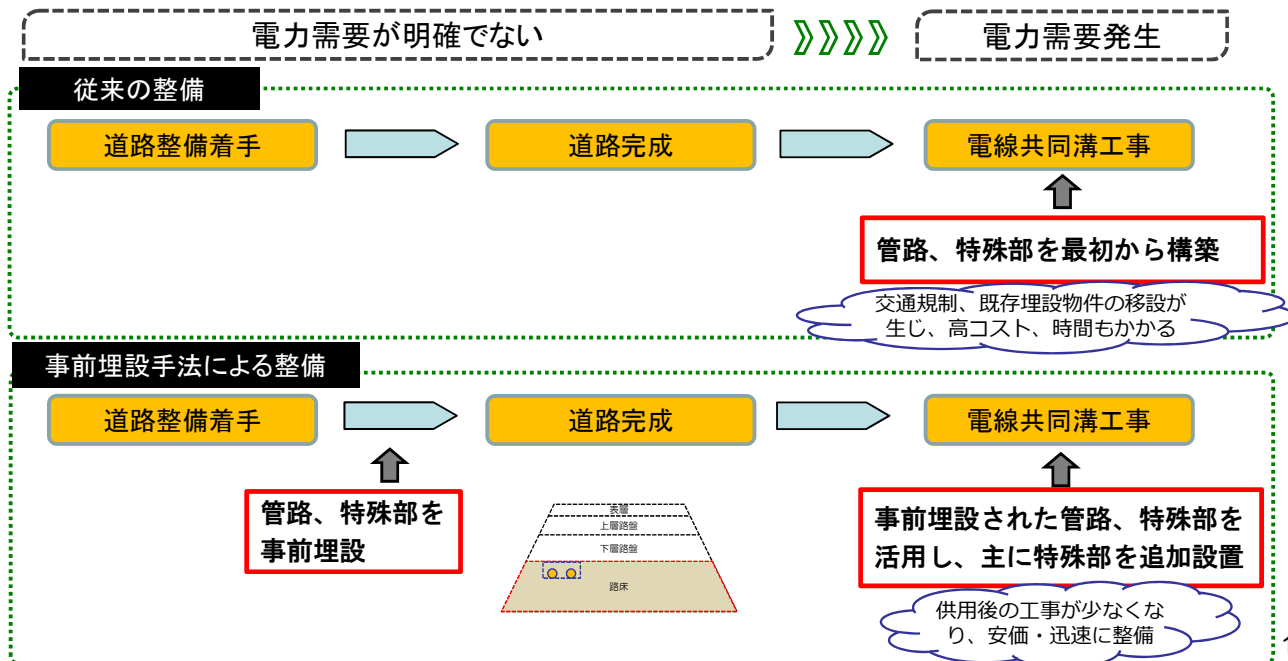 電力需要が明確でない
電力需要発生
従来の整備
道路整備着手
道路完成
電線共同溝工事
管路、特殊部を最初から構築
交通規制、既存埋設物件の移設が
生じ、高コスト、時間もかかる
事前埋設手法による整備
道路整備着手
道路完成
電線共同溝工事
管路、特殊部を
事前埋設
表層
上層路盤
下層路盤
路床
事前埋設された管路、特殊部を
活用し、主に特殊部を追加設置
供用後の工事が少なくな
り、安価・迅速に整備